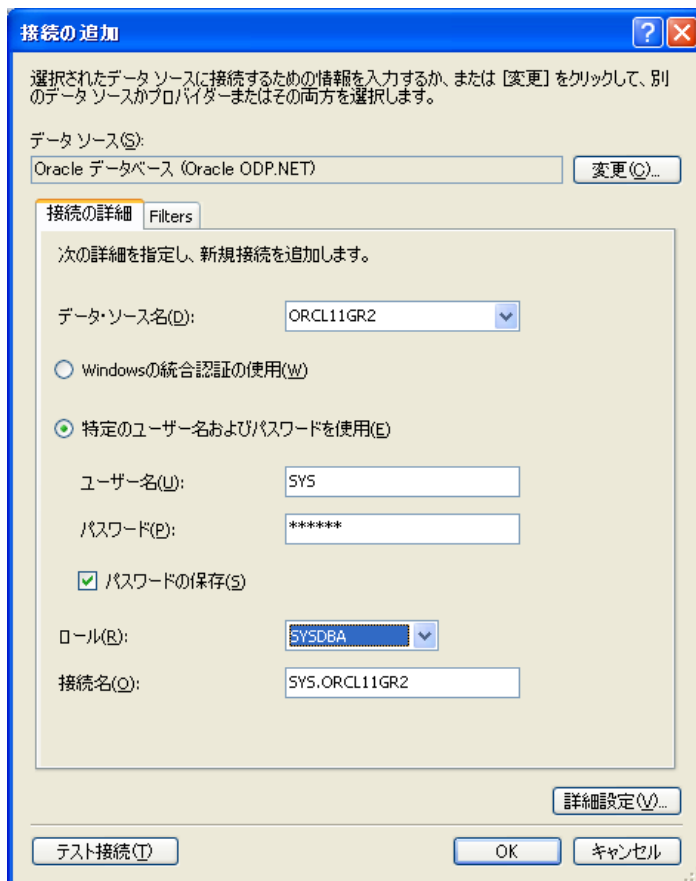 接続の追加
選択されたデータ ソースに接続するための情報を入力するか、または [変更] をクリックして、別
のデータ ソースかプロバイダーまたはその両方を選択します。
データ ソース(S):
Oracle データベース (Oracle ODP.NET)
変更(C)...
接続の詳細
Filters
次の詳細を指定し、新規接続を追加します。
データ・ソース名(D):
ORCL11GR2
Windowsの統合認証の使用(W)
特定のユーザー名およびパスワードを使用(E)
ユーザー名(U):
SYS
パスワード(P):
******
パスワードの保存(S)
ロール(R):
SYSDBA
接続名(O):
SYS.ORCL11GR2
詳細設定(V)...
テスト接続(T)
OK
キャンセル